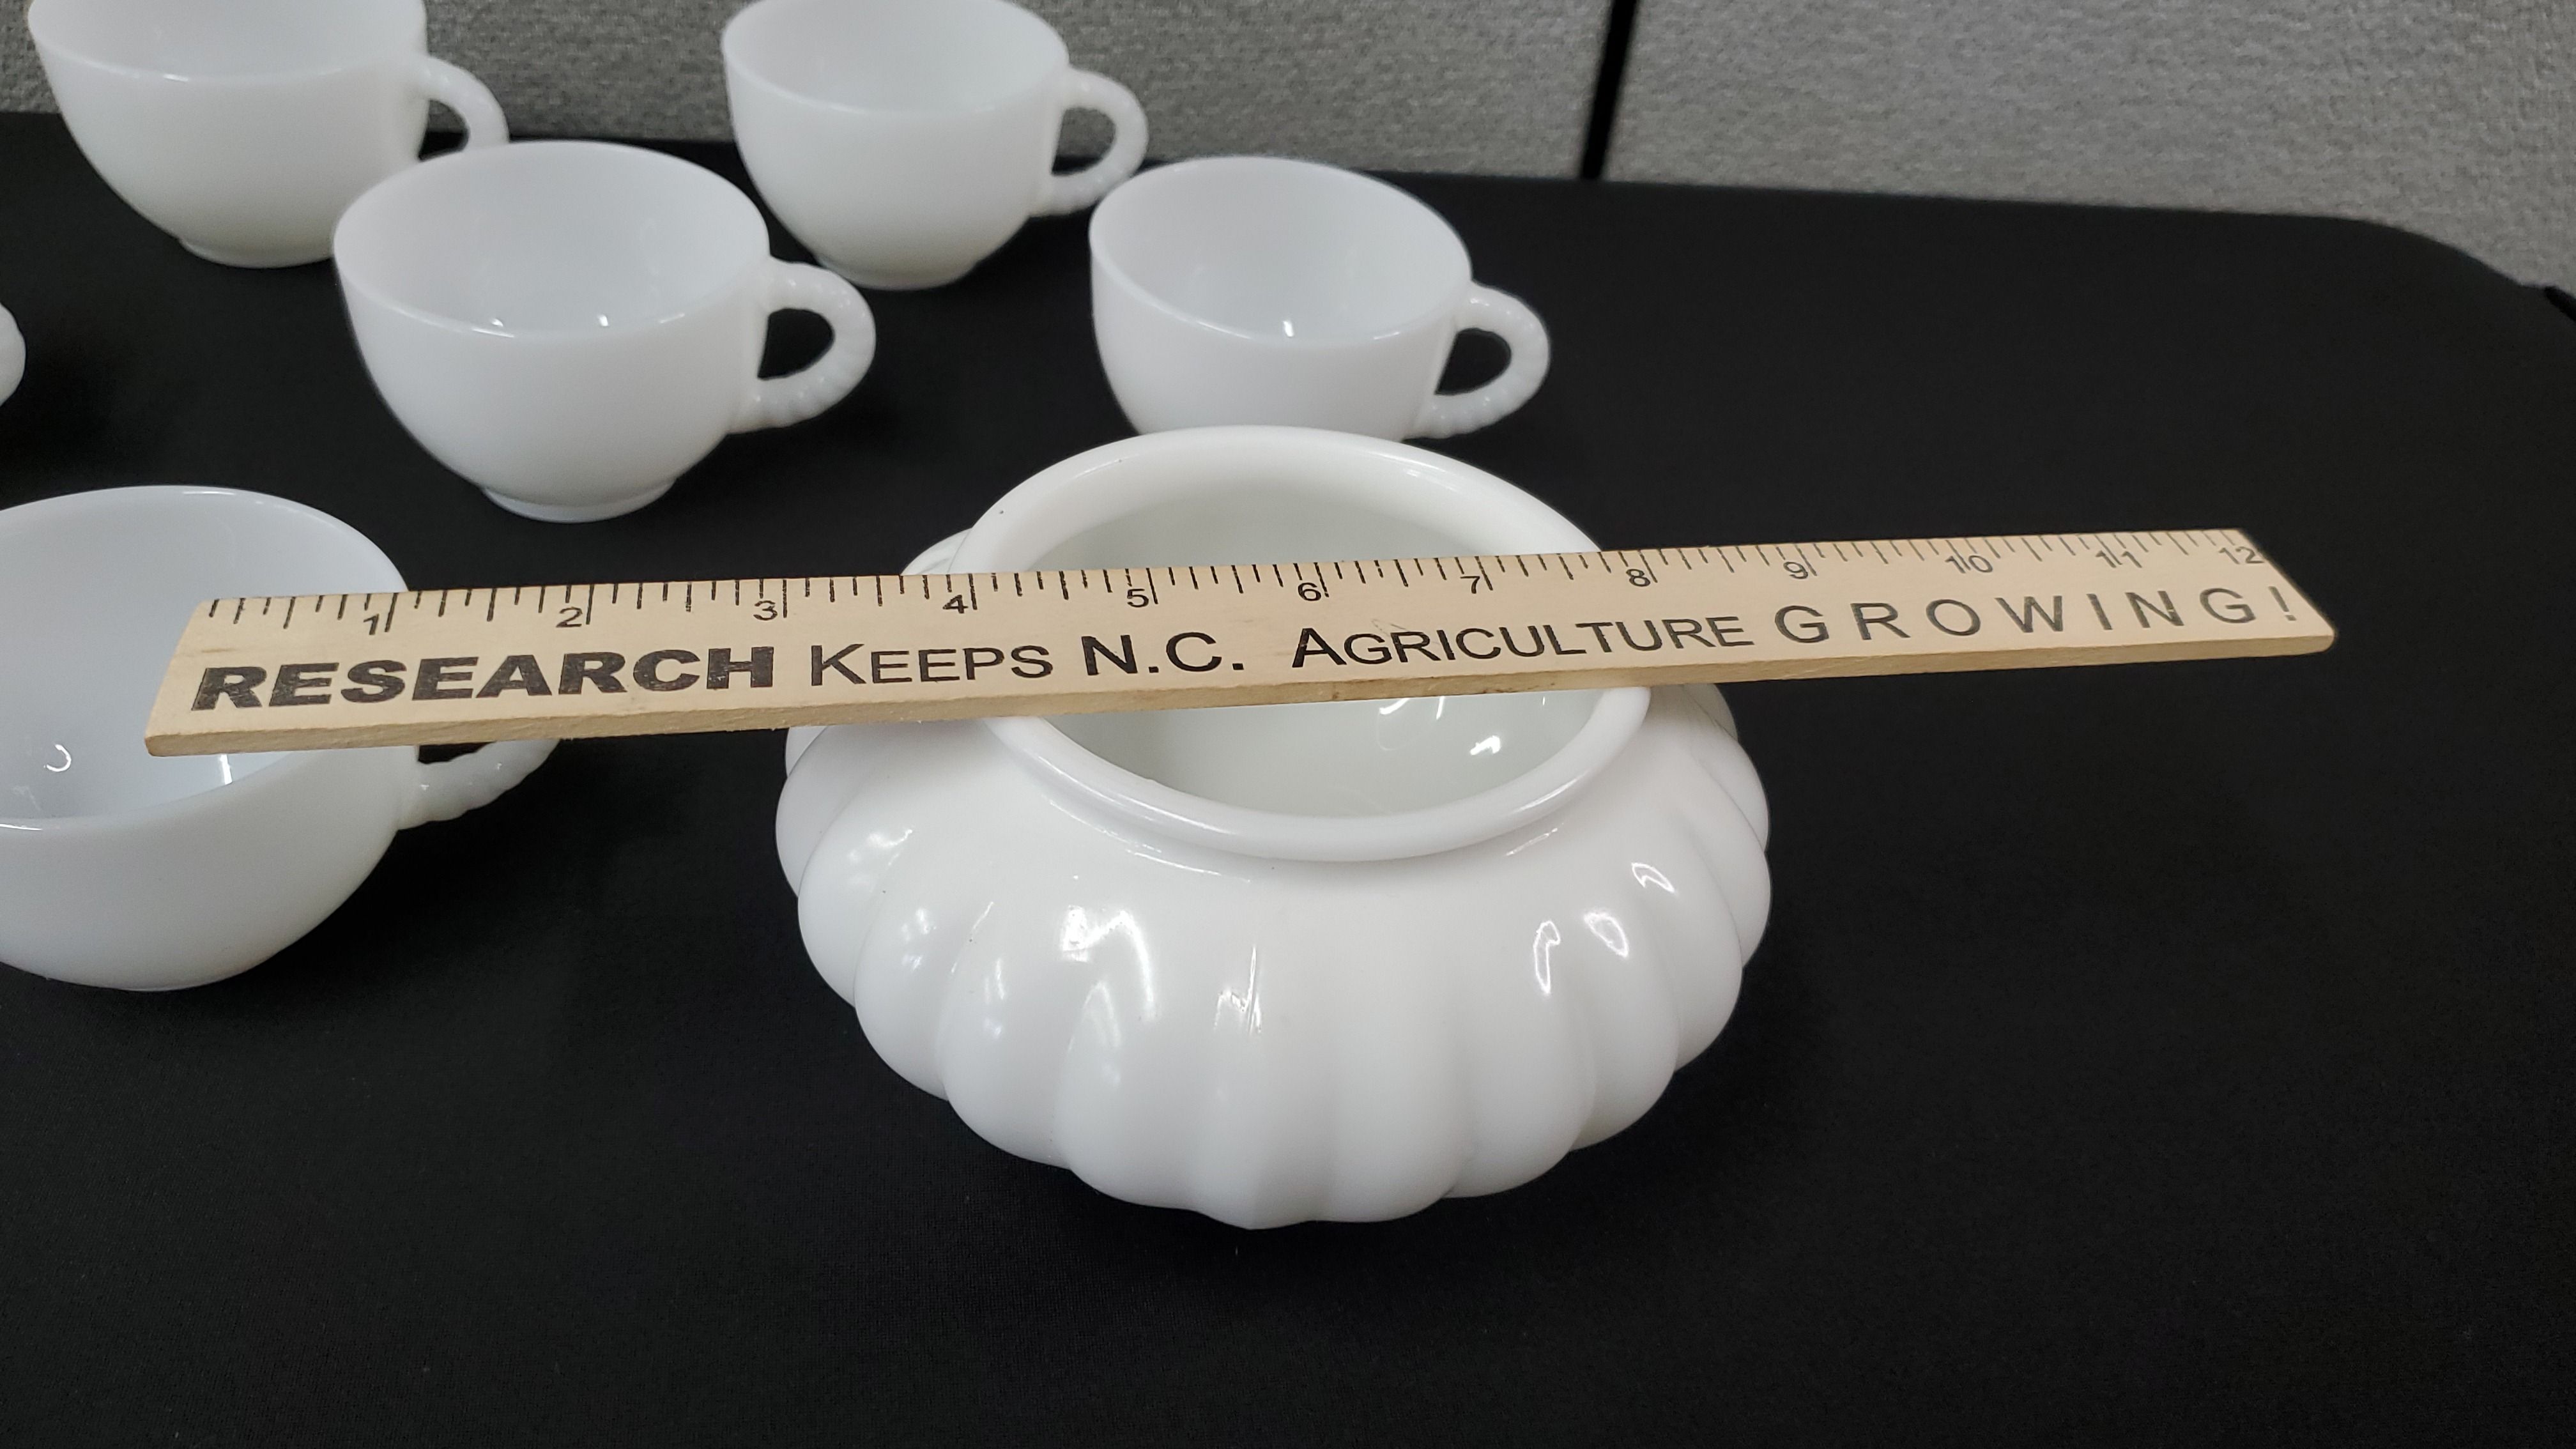 1 2 3 4 5 6 7 8 9 10 11 12
RESEARCH KEEPS N.C. AGRICULTURE GROWING!